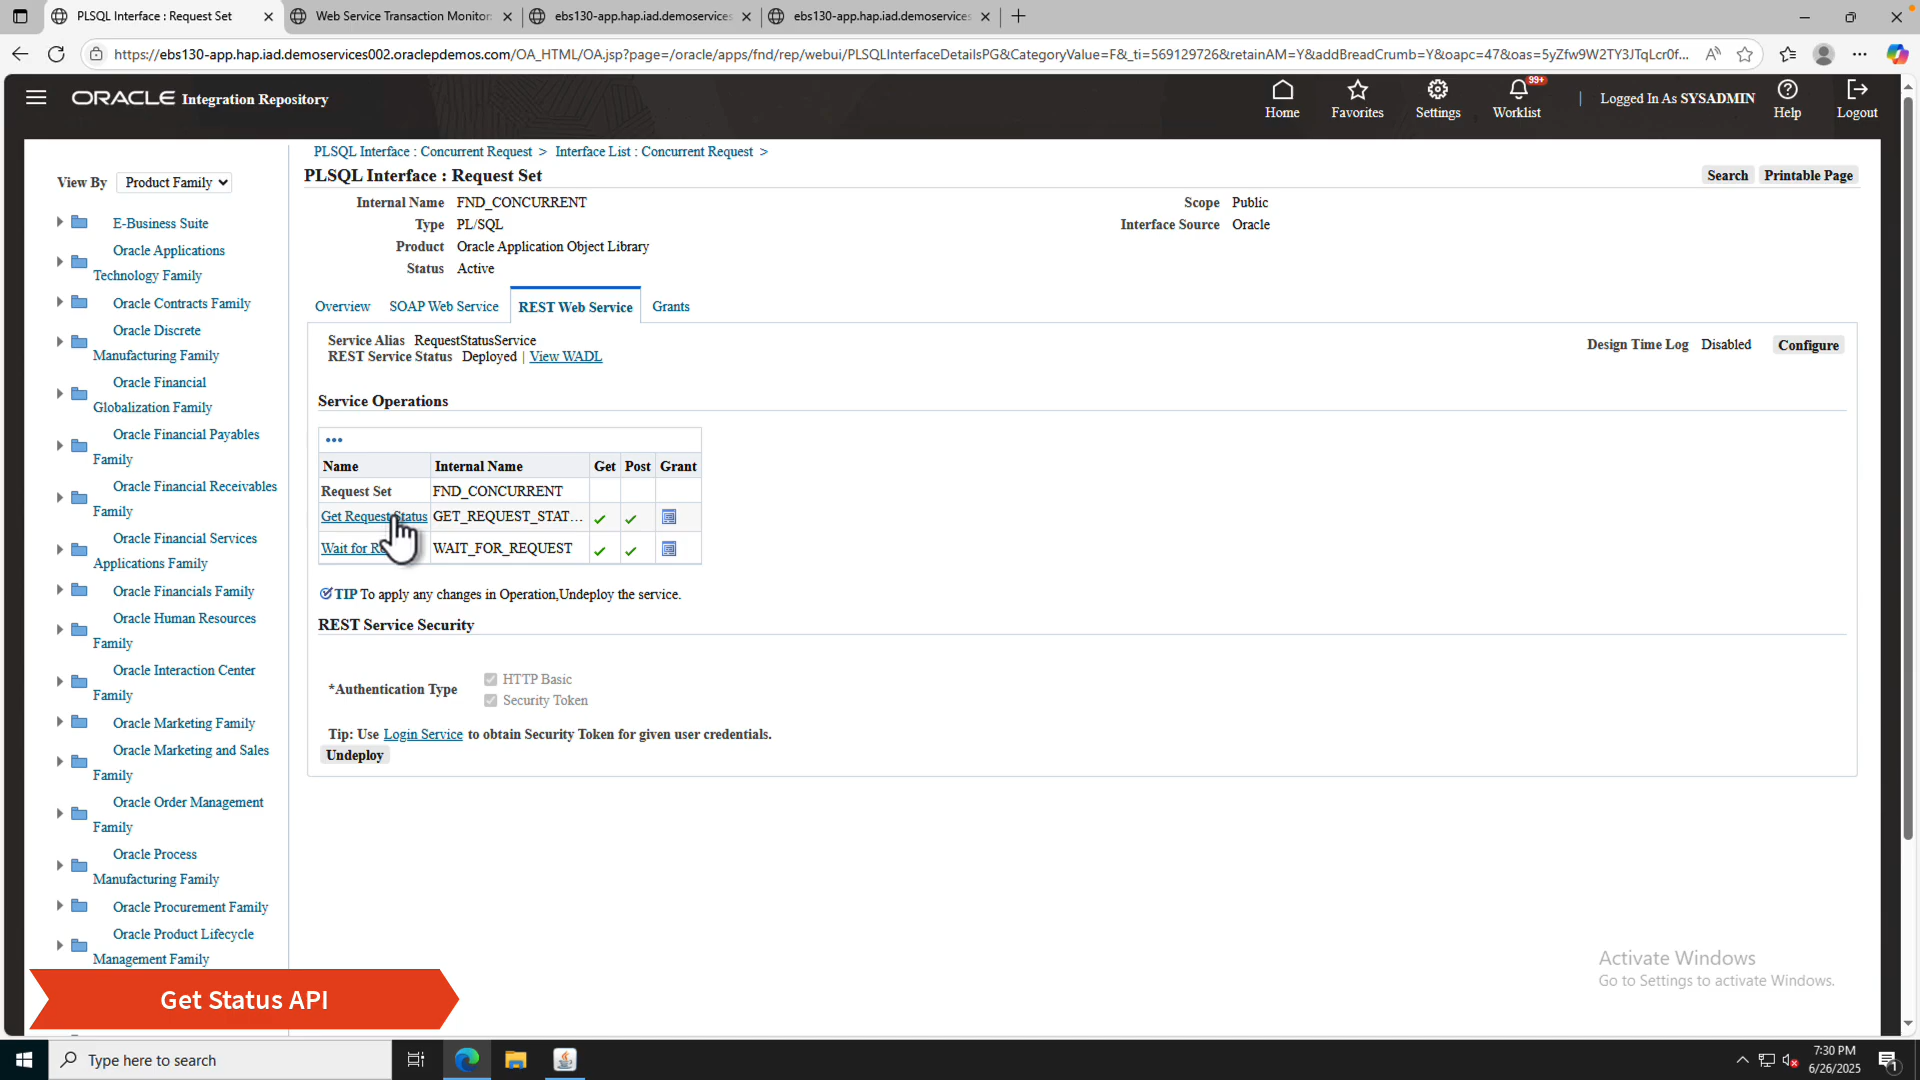 PLSQL Interface : Request Set
Web Service Transaction Monitor
ebs130-app.hap.iad.demoservices
ebs130-app.hap.iad.demoservices
https://ebs130-app.hap.iad.demoservices002.oraclepdemos.com/OA_HTML/OA.jsp?page=/oracle/apps/fnd/rep/webui/PLSQLInterfaceDetailsPG&CategoryValue=F&_ti=569129726&retainAM=Y&addBreadCrumb=Y&oapc=47&oas=5yZfw9W2TY3JTqLcr0f...
ORACLE Integration Repository
Home
Favorites
Settings
99+
Worklist
Logged In As SYSADMIN
Help
Logout
View By Product Family
E-Business Suite
Oracle Applications
Technology Family
Oracle Contracts Family
Oracle Discrete
Manufacturing Family
Oracle Financial
Globalization Family
Oracle Financial Payables
Family
Oracle Financial Receivables
Family
Oracle Financial Services
Applications Family
Oracle Financials Family
Oracle Human Resources
Family
Oracle Interaction Center
Family
Oracle Marketing Family
Oracle Marketing and Sales
Family
Oracle Order Management
Family
Oracle Process
Manufacturing Family
Oracle Procurement Family
Oracle Product Lifecycle
Management Family
PLSQL Interface : Concurrent Request > Interface List : Concurrent Request >
PLSQL Interface : Request Set
Search
Printable Page
Internal Name FND_CONCURRENT
Type PL/SQL
Product Oracle Application Object Library
Status Active
Scope Public
Interface Source Oracle
Overview SOAP Web Service REST Web Service Grants
Service Alias RequestStatusService
REST Service Status Deployed | View WADL
Design Time Log Disabled Configure
Service Operations
Name Internal Name Get Post Grant
Request Set FND_CONCURRENT
Get Request Status GET_REQUEST_STAT...
Wait for WAIT_FOR_REQUEST
TIP To apply any changes in Operation,Undeploy the service.
REST Service Security
*Authentication Type
HTTP Basic
Security Token
Tip: Use Login Service to obtain Security Token for given user credentials.
Undeploy
Activate Windows
Go to Settings to activate Windows.
Get Status API
Type here to search
7:30 PM
6/26/2025
1